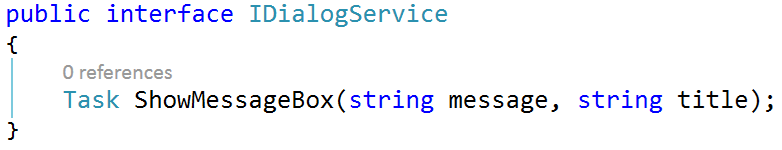 public interface IDialogService
{
0 references
Task ShowMessageBox(string message, string title);
}